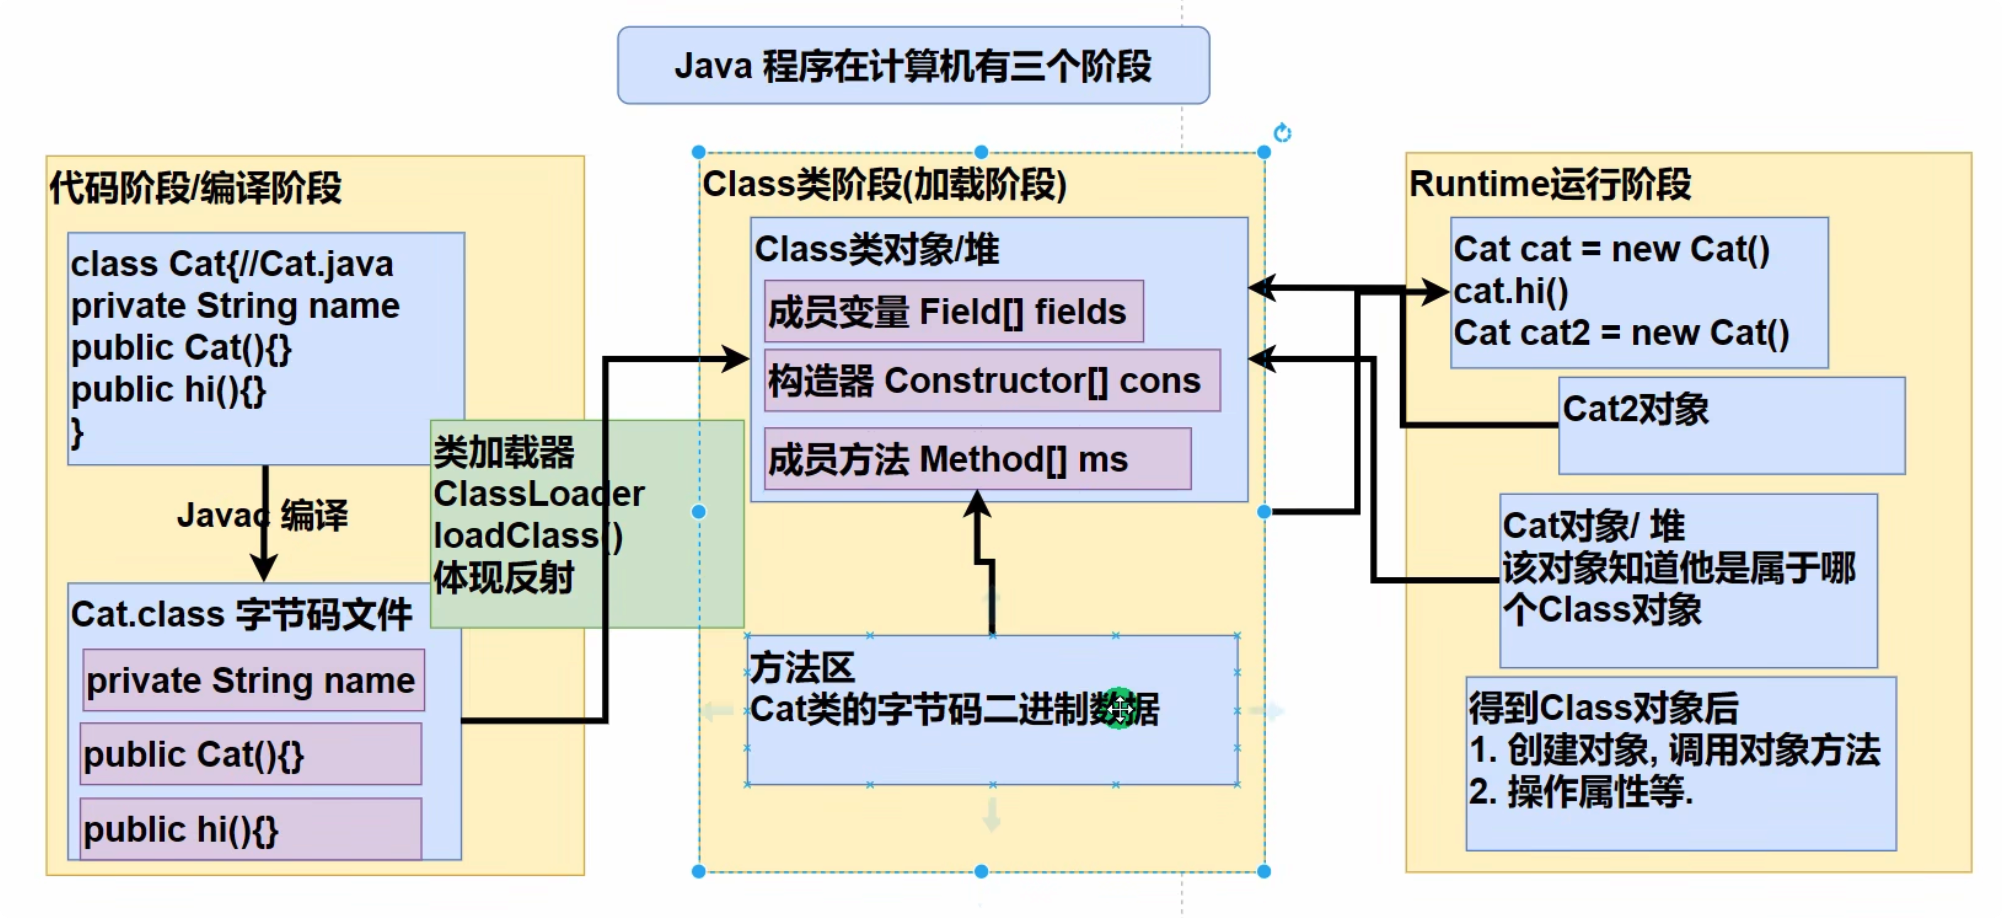 Java 程序在计算机有三个阶段
代码阶段/编译阶段
class Cat{//Cat.java
private String name
public Cat(){}
public hi(){}
}
Javac 编译
Cat.class 字节码文件
private String name
public Cat(){}
public hi(){}
类加载器
ClassLoader
loadClass()
体现反射
Class类阶段(加载阶段)
Class类对象/堆
成员变量 Field[] fields
构造器 Constructor[] cons
成员方法 Method[] ms
方法区
Cat类的字节码二进制数据
Runtime运行阶段
Cat cat = new Cat()
cat.hi()
Cat cat2 = new Cat()
Cat2对象
Cat对象/ 堆
该对象知道他是属于哪
个Class对象
得到Class对象后
1. 创建对象, 调用对象方法
2. 操作属性等.